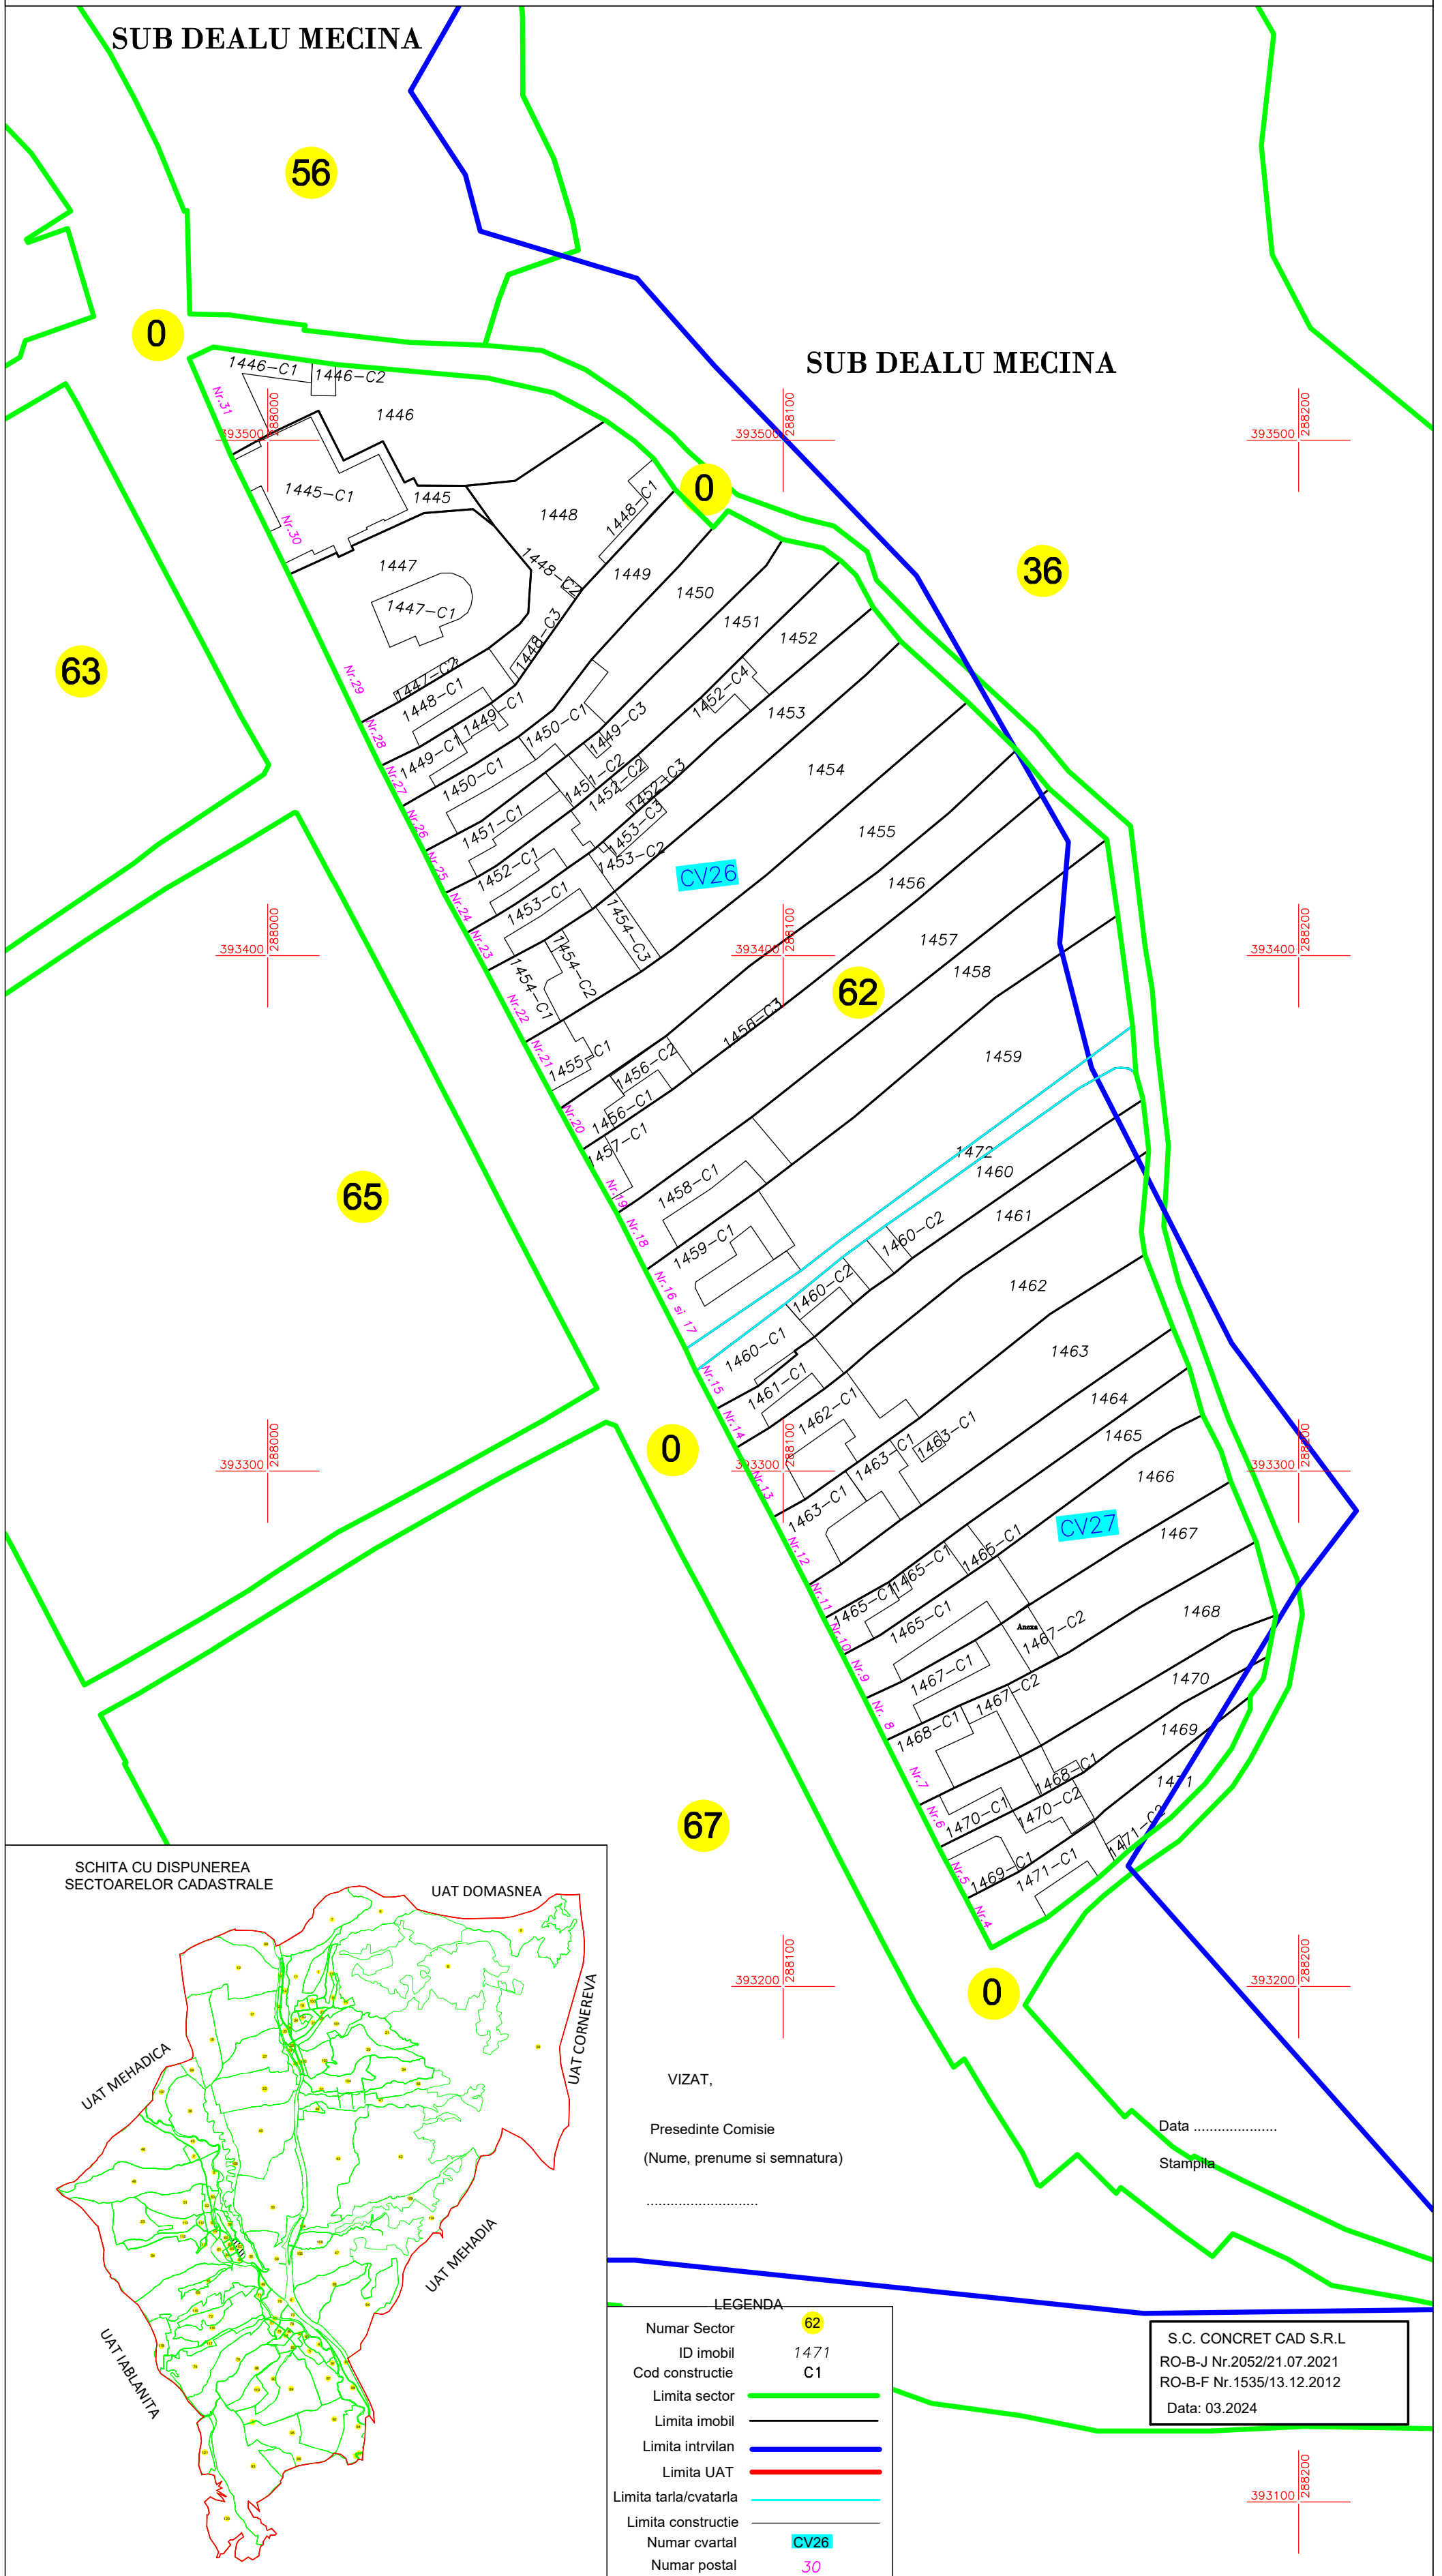 SUB DEALU MECINA
56
0
SUB DEALU MECINA
1446-C1
1446-C2
Nr.31
1446
393500
288000
393500
288100
393500
288200
1445-C1
1445
0
Nr.30
1448
1448-C1
1447
1448-C2
1449
36
1447-C1
1450
1451
1448-C3
1452
63
Nr.29
1447-C2
1448-C1
1452-C4
1449-C1
1453
Nr.28
1450-C1
1449-C3
1449-C1
1454
Nr.27
1450-C1
1451-C2
1452-C2
1452-C3
Nr.26
1451-C1
1453-C3
1455
Nr.25
1452-C1
1453-C2
CV26
1456
Nr.24
1453-C1
1454-C3
1457
Nr.23
1454-C2
393400
288000
393400
288100
393400
288200
1454-C1
1458
62
Nr.22
1456-C3
Nr.21
1455-C1
1456-C2
1459
Nr.20
1456-C1
1457-C1
1472
1460
65
Nr.19
1458-C1
1461
Nr.18
1459-C1
1460-C2
Nr.16 si 17
1460-C2
1462
1460-C1
1463
Nr.15
1461-C1
1464
Nr.14
1462-C1
1465
0
1463-C1
1463-C1
393300
288000
393300
288100
393300
288200
1466
Nr.13
1463-C1
CV27
1467
Nr.12
1465-C1
1465-C1
Nr.11
1465-C1
1468
Nr.10
1465-C1
Anexa
1467-C2
Nr.9
1467-C1
1470
Nr. 8
1467-C2
1468-C1
1469
Nr.7
1468-C1
1471
Nr.6
1470-C1
1470-C2
67
1471-C2
Nr.5
1469-C1
1471-C1
Nr.4
393200
288100
393200
288200
0
SCHITA CU DISPUNEREA
SECTOARELOR CADASTRALE
UAT DOMASNEA
UAT CORNEREVA
UAT MEHADICA
UAT MEHADIA
UAT IABLANITA
VIZAT,
Presedinte Comisie
(Nume, prenume si semnatura)
............................
Data .....................
Stampila
LEGENDA
Numar Sector 62
ID imobil 1471
Cod constructie C1
Limita sector
Limita imobil
Limita intrvilan
Limita UAT
Limita tarla/cvatarla
Limita constructie
Numar cvartal CV26
Numar postal 30
S.C. CONCRET CAD S.R.L
RO-B-J Nr.2052/21.07.2021
RO-B-F Nr.1535/13.12.2012
Data: 03.2024
393100
288200